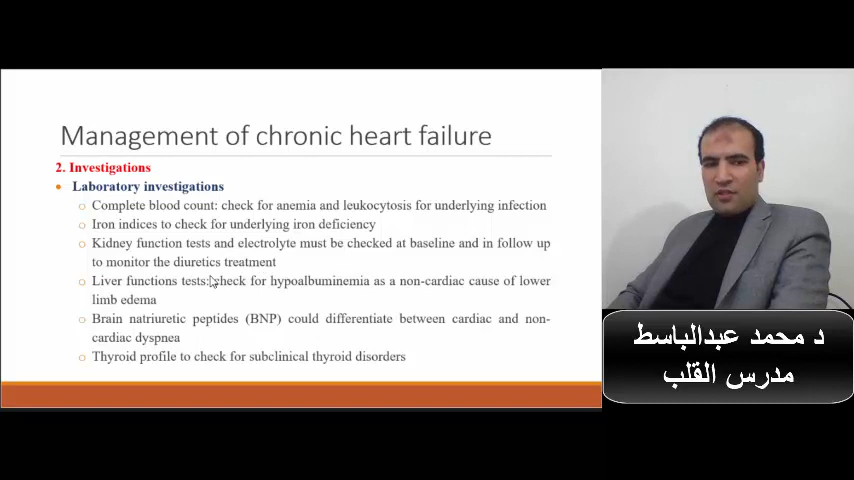 Management of chronic heart failure
2. Investigations
• Laboratory investigations
o Complete blood count: check for anemia and leukocytosis for underlying infection
o Iron indices to check for underlying iron deficiency
o Kidney function tests and electrolyte must be checked at baseline and in follow up
to monitor the diuretics treatment
o Liver functions tests: check for hypoalbuminemia as a non-cardiac cause of lower
limb edema
o Brain natriuretic peptides (BNP) could differentiate between cardiac and non-
cardiac dyspnea
o Thyroid profile to check for subclinical thyroid disorders
د محمد عبدالباسط
مدرس القلب